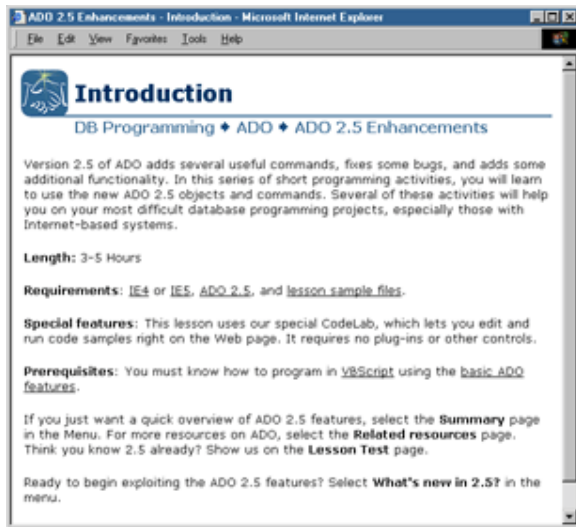 ADO 2.5 Enhancements - Introduction - Microsoft Internet Explorer
File Edit View Favorites Tools Help
Introduction
DB Programming ♦ ADO ♦ ADO 2.5 Enhancements
Version 2.5 of ADO adds several useful commands, fixes some bugs, and adds some
additional functionality. In this series of short programming activities, you will learn
to use the new ADO 2.5 objects and commands. Several of these activities will help
you on your most difficult database programming projects, especially those with
Internet-based systems.
Length: 3-5 Hours
Requirements: IE4 or IE5, ADO 2.5, and lesson sample files.
Special features: This lesson uses our special CodeLab, which lets you edit and
run code samples right on the Web page. It requires no plug-ins or other controls.
Prerequisites: You must know how to program in VBScript using the basic ADO
features.
If you just want a quick overview of ADO 2.5 features, select the Summary page
in the Menu. For more resources on ADO, select the Related resources page.
Think you know 2.5 already? Show us on the Lesson Test page.
Ready to begin exploiting the ADO 2.5 features? Select What's new in 2.5? in the
menu.